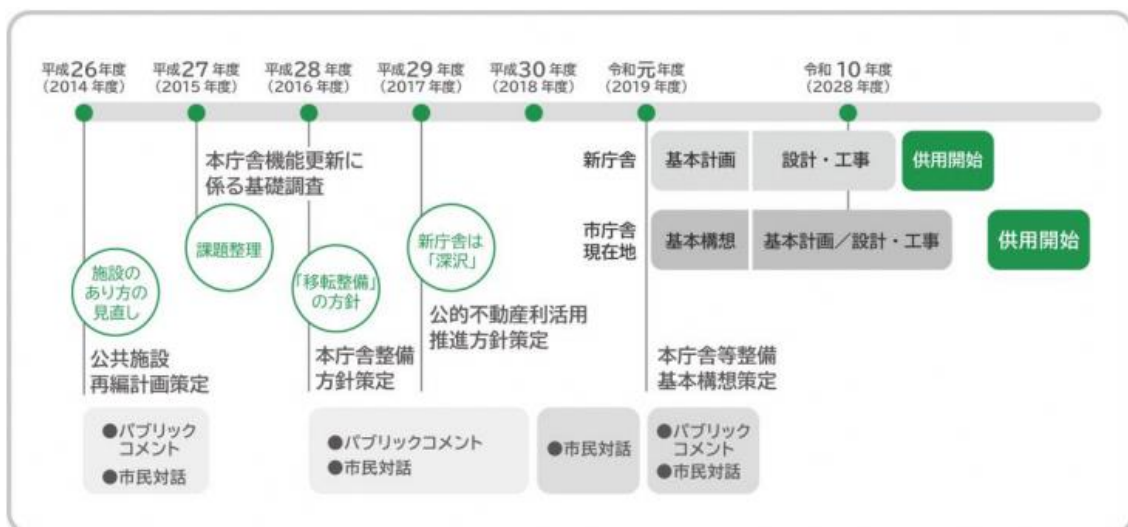 平成26年度
（2014年度）
平成27年度
（2015年度）
平成28年度
（2016年度）
平成29年度
（2017年度）
平成30年度
（2018年度）
令和元年度
（2019年度）
令和10年度
（2028年度）
新庁舎
基本計画
設計・工事
供用開始
市庁舎
現在地
基本構想
基本計画／設計・工事
供用開始
本庁舎機能更新に
係る基礎調査
課題整理
新庁舎は
「深沢」
施設の
あり方の
見直し
「移転整備」
の方針
公的不動産利活用
推進方針策定
公共施設
再編計画策定
本庁舎整備
方針策定
本庁舎等整備
基本構想策定
●パブリック
コメント
●市民対話
●パブリックコメント
●市民対話
●市民対話
●パブリック
コメント
●市民対話